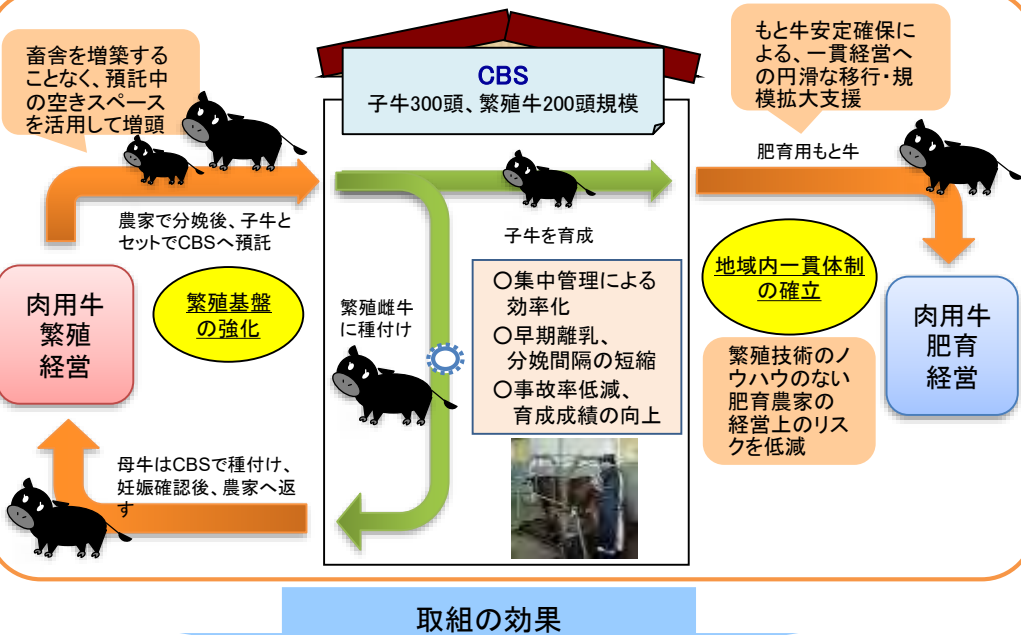 畜舎を増築する
ことなく、預託中
の空きスペース
を活用して増頭
CBS
子牛300頭、繁殖牛200頭規模
もと牛安定確保に
よる、一貫経営へ
の円滑な移行・規
模拡大支援
肥育用もと牛
農家で分娩後、子牛と
セットでCBSへ預託
子牛を育成
肉用牛
繁殖
経営
繁殖基盤
の強化
繁殖雌牛
に種付け
〇集中管理による
効率化
〇早期離乳、
分娩間隔の短縮
〇事故率低減、
育成成績の向上
地域内一貫体制
の確立
肉用牛
肥育
経営
繁殖技術のノ
ウハウのない
肥育農家の
経営上のリス
クを低減
母牛はCBSで種付け、
妊娠確認後、農家へ返
す
取組の効果